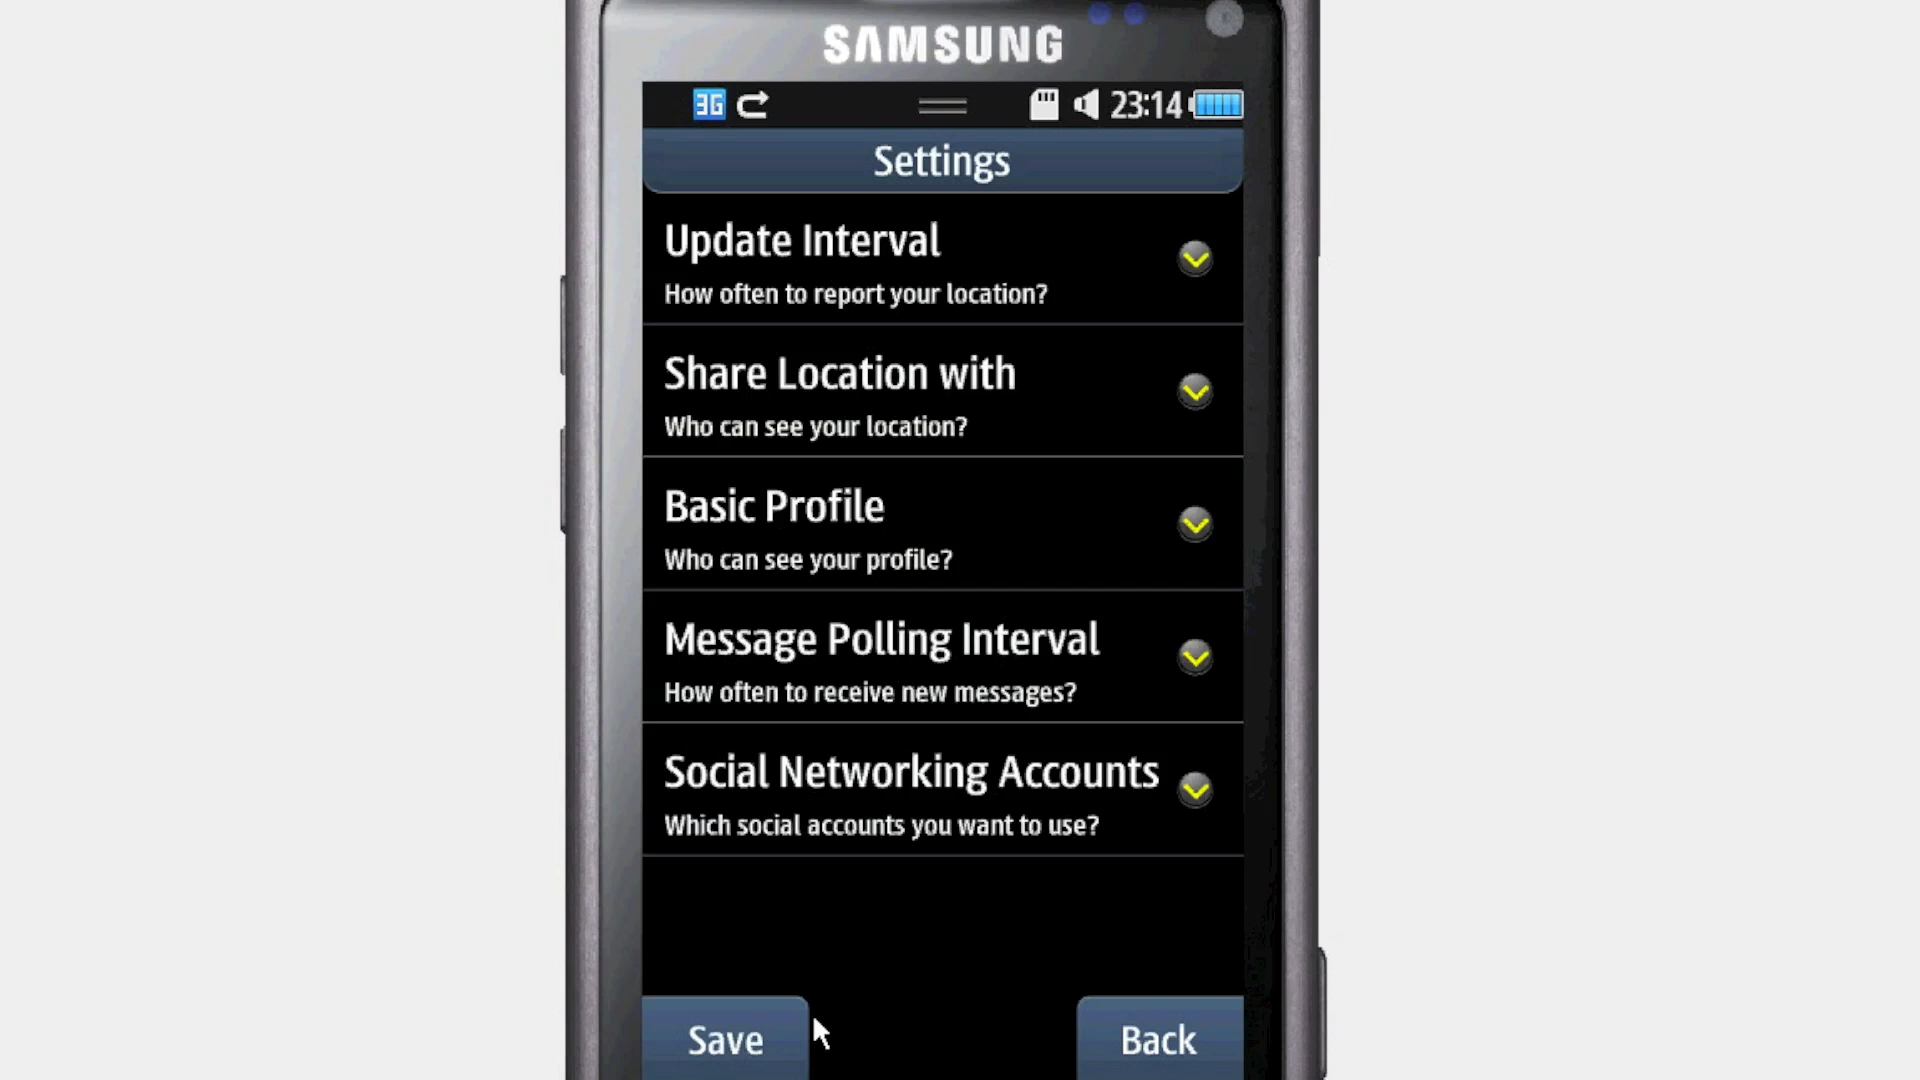 SAMSUNG
3G 23:14
Settings
Update Interval
How often to report your location?
Share Location with
Who can see your location?
Basic Profile
Who can see your profile?
Message Polling Interval
How often to receive new messages?
Social Networking Accounts
Which social accounts you want to use?
Save Back